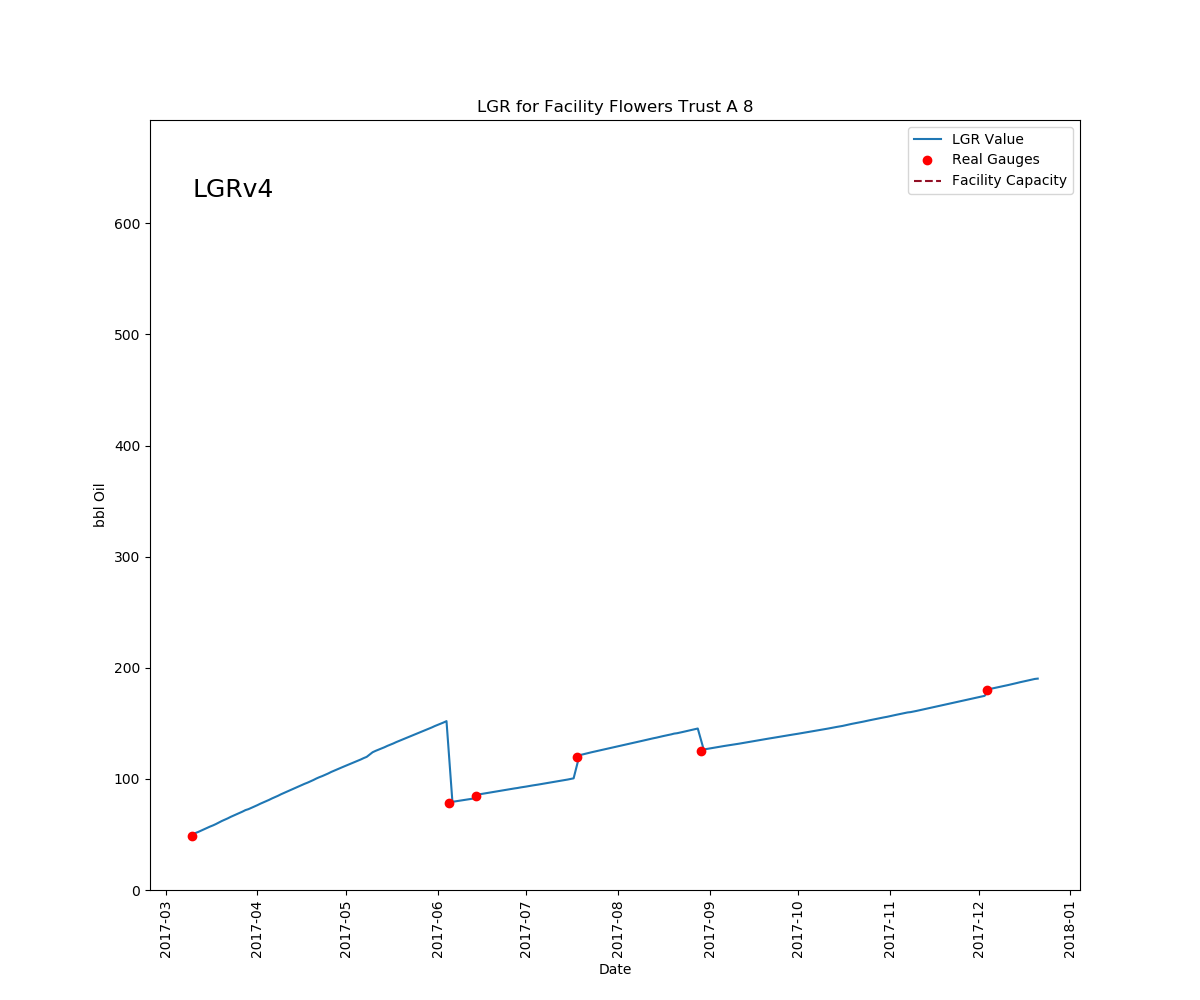 LGR for Facility Flowers Trust A 8
LGR Value
Real Gauges
Facility Capacity
LGRv4
600
500
400
300
200
100
0
bbl Oil
2017-03
2017-04
2017-05
2017-06
2017-07
2017-08
2017-09
2017-10
2017-11
2017-12
2018-01
Date